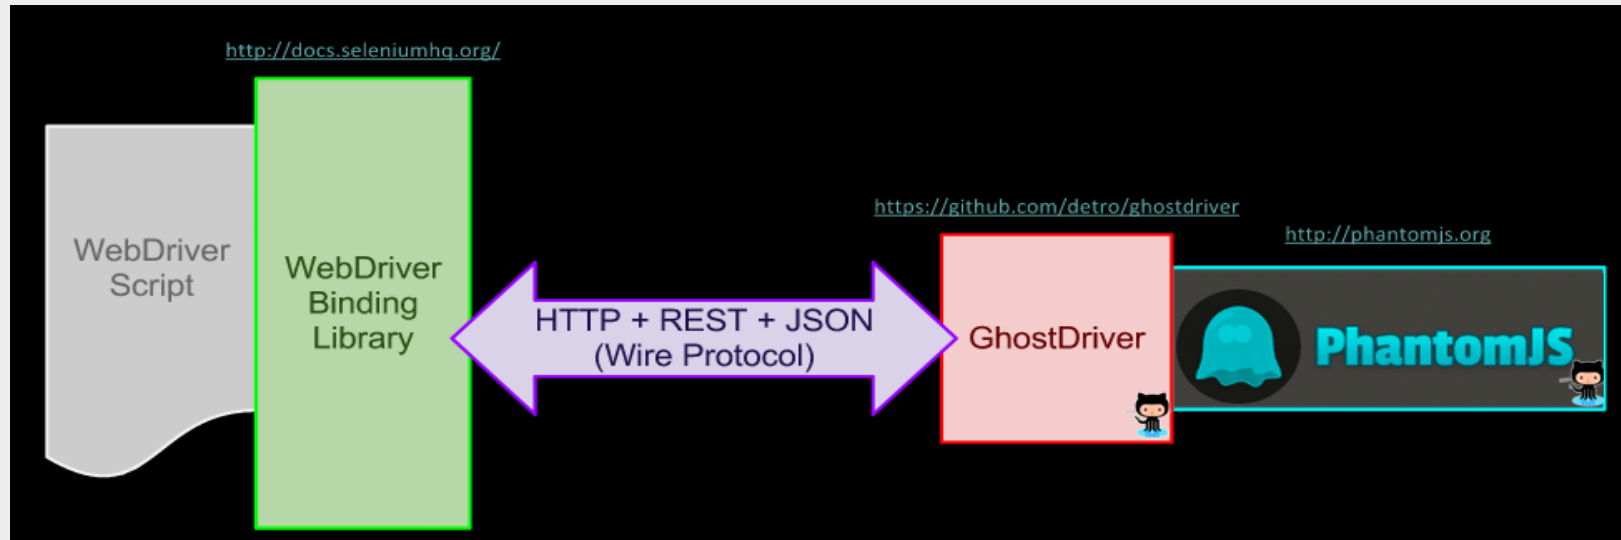 http://docs.seleniumhq.org/
WebDriver
Script
WebDriver
Binding
Library
HTTP + REST + JSON
(Wire Protocol)
https://github.com/detro/ghostdriver
GhostDriver
http://phantomjs.org
PhantomJS